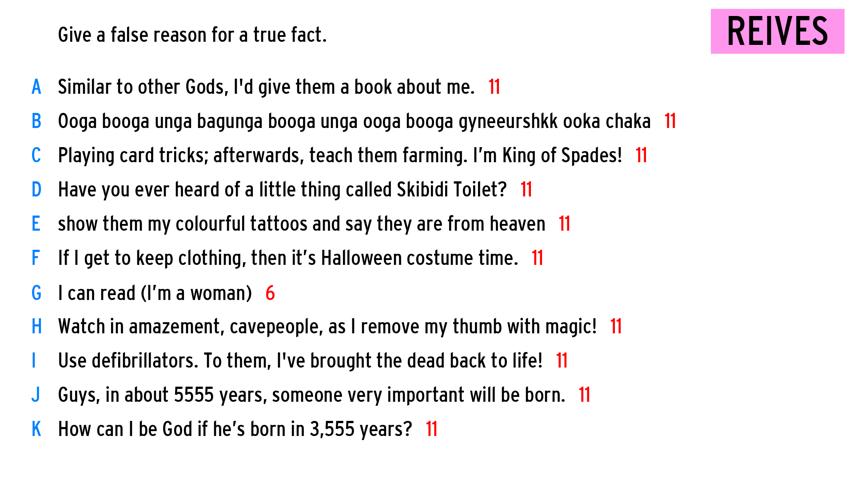 Give a false reason for a true fact.
REIVES
A Similar to other Gods, I'd give them a book about me. 11
B Ooga booga unga bagunga booga unga ooga booga gyneeurshkk ooka chaka 11
C Playing card tricks; afterwards, teach them farming. I'm King of Spades! 11
D Have you ever heard of a little thing called Skibidi Toilet? 11
E show them my colourful tattoos and say they are from heaven 11
F If I get to keep clothing, then it's Halloween costume time. 11
G I can read (I'm a woman) 6
H Watch in amazement, cavepeople, as I remove my thumb with magic! 11
I Use defibrillators. To them, I've brought the dead back to life! 11
J Guys, in about 5555 years, someone very important will be born. 11
K How can I be God if he's born in 3,555 years? 11